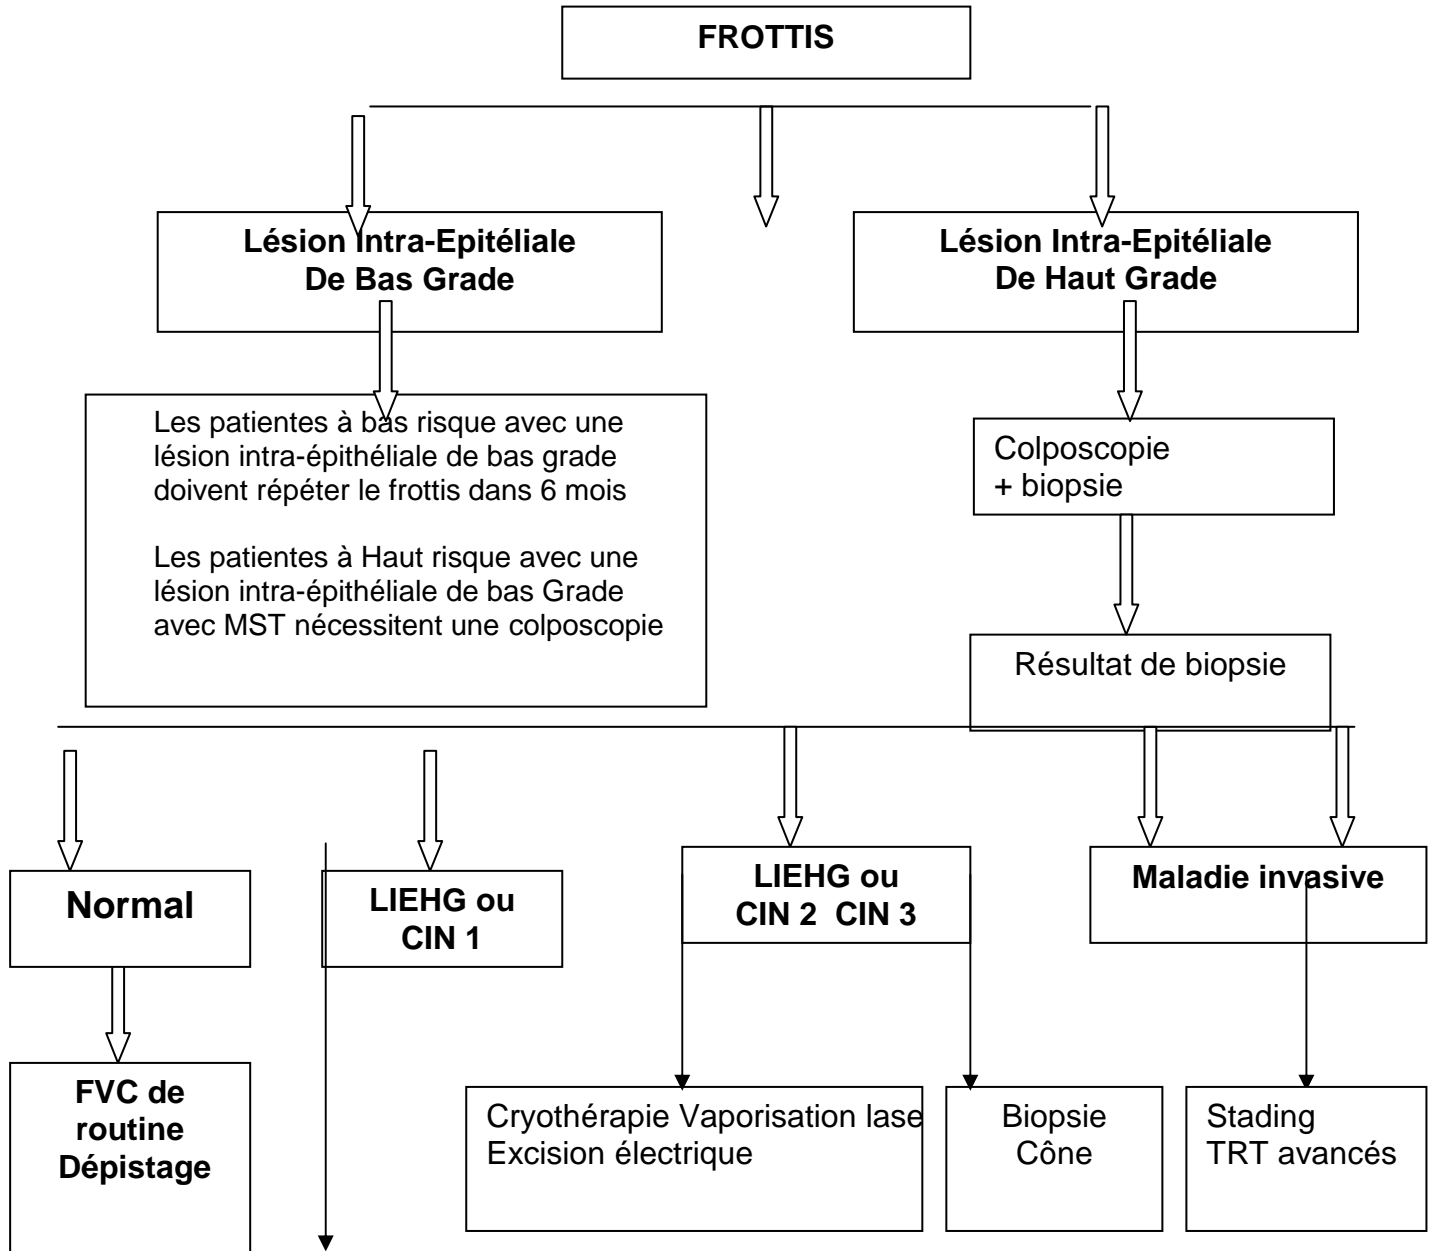 FROTTIS
Lésion Intra-Epitéliale
De Bas Grade
Lésion Intra-Epitéliale
De Haut Grade
Les patientes à bas risque avec une
lésion intra-épithéliale de bas grade
doivent répéter le frottis dans 6 mois
Les patientes à Haut risque avec une
lésion intra-épithéliale de bas Grade
avec MST nécessitent une colposcopie
Colposcopie
+ biopsie
Résultat de biopsie
Normal
LIEHG ou
CIN 1
LIEHG ou
CIN 2 CIN 3
Maladie invasive
FVC de
routine
Dépistage
Cryothérapie Vaporisation lase
Excision électrique
Biopsie
Cône
Stading
TRT avancés